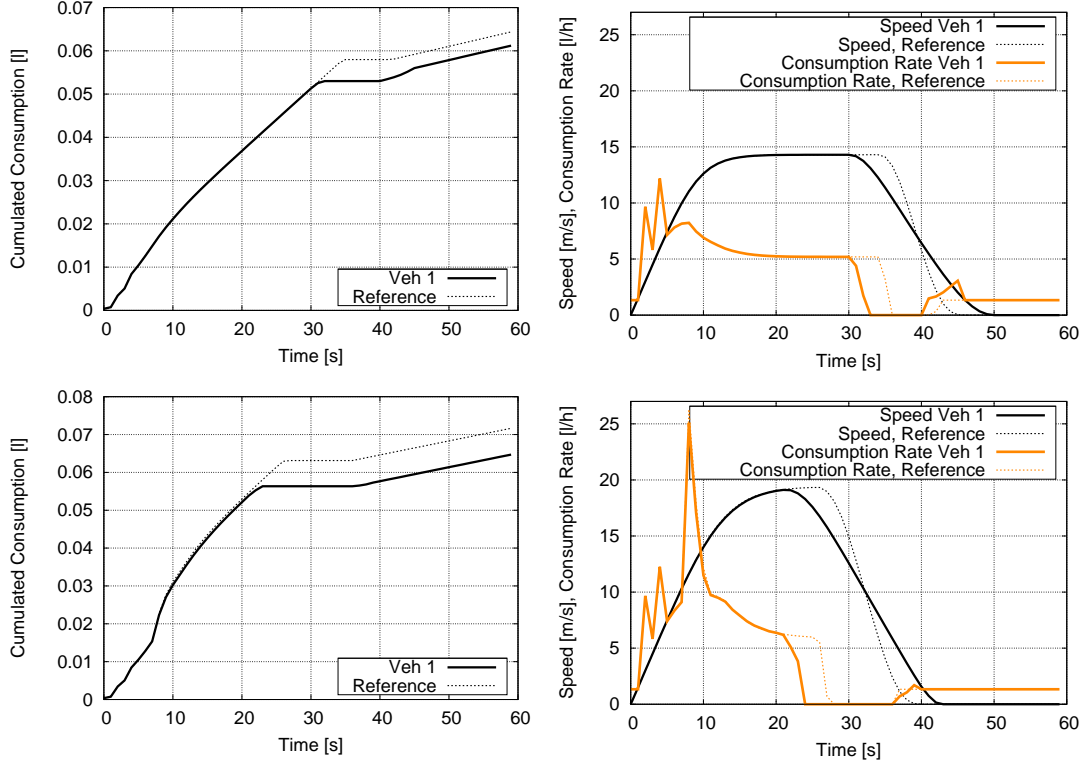 Cumulated Consumption [l]
0.07
0.06
0.05
0.04
0.03
0.02
0.01
0
0 10 20 30 40 50 60
Time [s]
Veh 1
Reference
Speed [m/s], Consumption Rate [l/h]
25
20
15
10
5
0
0 10 20 30 40 50 60
Time [s]
Speed Veh 1
Speed, Reference
Consumption Rate Veh 1
Consumption Rate, Reference
Cumulated Consumption [l]
0.08
0.07
0.06
0.05
0.04
0.03
0.02
0.01
0
0 10 20 30 40 50 60
Time [s]
Veh 1
Reference
Speed [m/s], Consumption Rate [l/h]
25
20
15
10
5
0
0 10 20 30 40 50 60
Time [s]
Speed Veh 1
Speed, Reference
Consumption Rate Veh 1
Consumption Rate, Reference